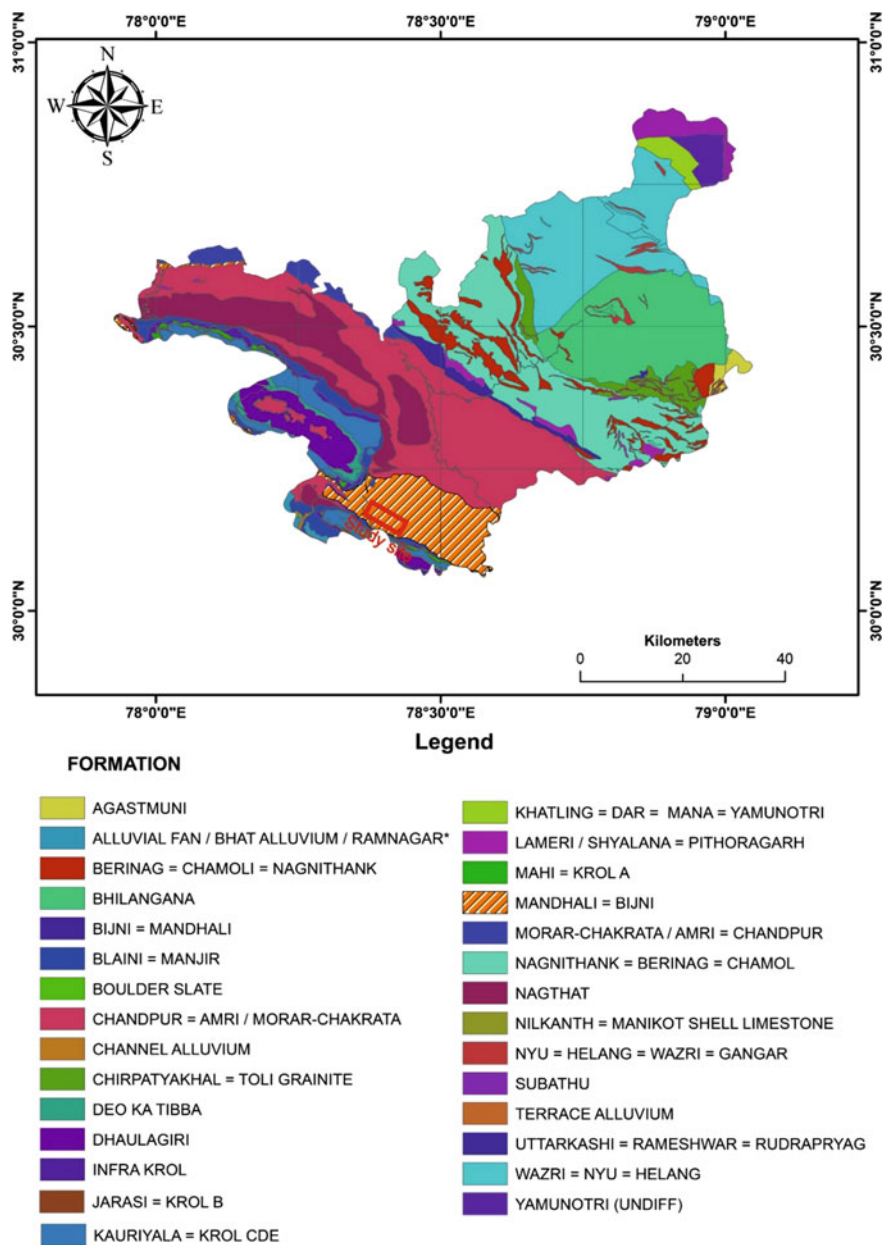 78°0'0"E 78°30'0"E 79°0'0"E
31°0'0"N 31°0'0"N
N
W E
S
30°30'0"N 30°30'0"N
Study site
30°0'0"N 30°0'0"N
Kilometers
0 20 40
78°0'0"E 78°30'0"E 79°0'0"E
Legend
FORMATION
AGASTMUNI
ALLUVIAL FAN / BHAT ALLUVIUM / RAMNAGAR*
BERINAG = CHAMOLI = NAGNITHANK
BHILANGANA
BIJNI = MANDHALI
BLAINI = MANJIR
BOULDER SLATE
CHANDPUR = AMRI / MORAR-CHAKRATA
CHANNEL ALLUVIUM
CHIRPATYAKHAL = TOLI GRAINITE
DEO KA TIBBA
DHAULAGIRI
INFRA KROL
JARASI = KROL B
KAURIYALA = KROL CDE
KHATLING = DAR = MANA = YAMUNOTRI
LAMERI / SHYALANA = PITHORAGARH
MAHI = KROL A
MANDHALI = BIJNI
MORAR-CHAKRATA / AMRI = CHANDPUR
NAGNITHANK = BERINAG = CHAMOL
NAGTHAT
NILKANTH = MANIKOT SHELL LIMESTONE
NYU = HELANG = WAZRI = GANGAR
SUBATHU
TERRACE ALLUVIUM
UTTARKASHI = RAMESHWAR = RUDRAPRYAG
WAZRI = NYU = HELANG
YAMUNOTRI (UNDIFF)